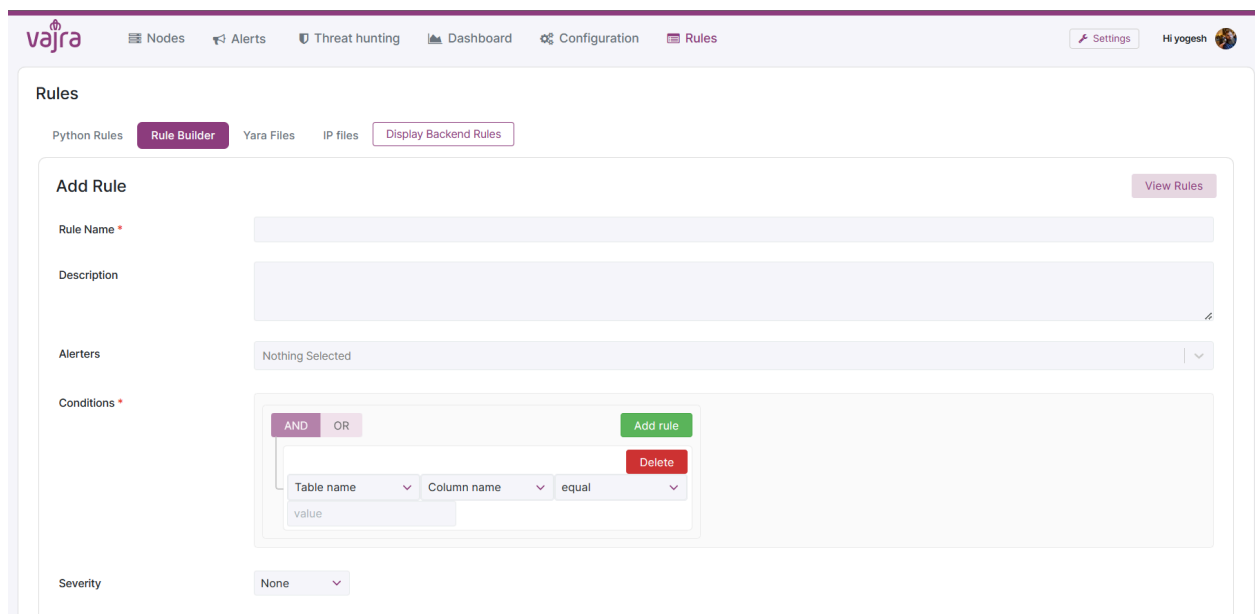 vajra
Nodes Alerts Threat hunting Dashboard Configuration Rules Settings Hi yogesh
Rules
Python Rules Rule Builder Yara Files IP files Display Backend Rules
Add Rule View Rules
Rule Name *
Description
Alerters Nothing Selected
Conditions *
AND OR Add rule
Delete
Table name Column name equal
value
Severity None